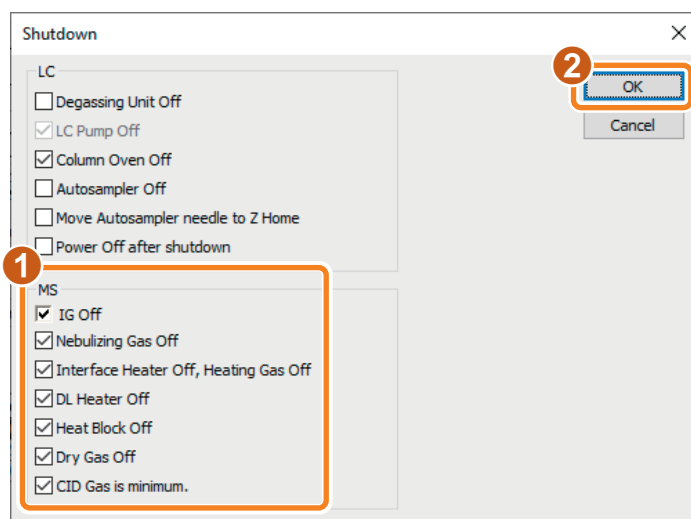 Shutdown
2
LC
OK
Degassing Unit Off
LC Pump Off
Cancel
Column Oven Off
Autosampler Off
Move Autosampler needle to Z Home
Power Off after shutdown
1
MS
IG Off
Nebulizing Gas Off
Interface Heater Off, Heating Gas Off
DL Heater Off
Heat Block Off
Dry Gas Off
CID Gas is minimum.